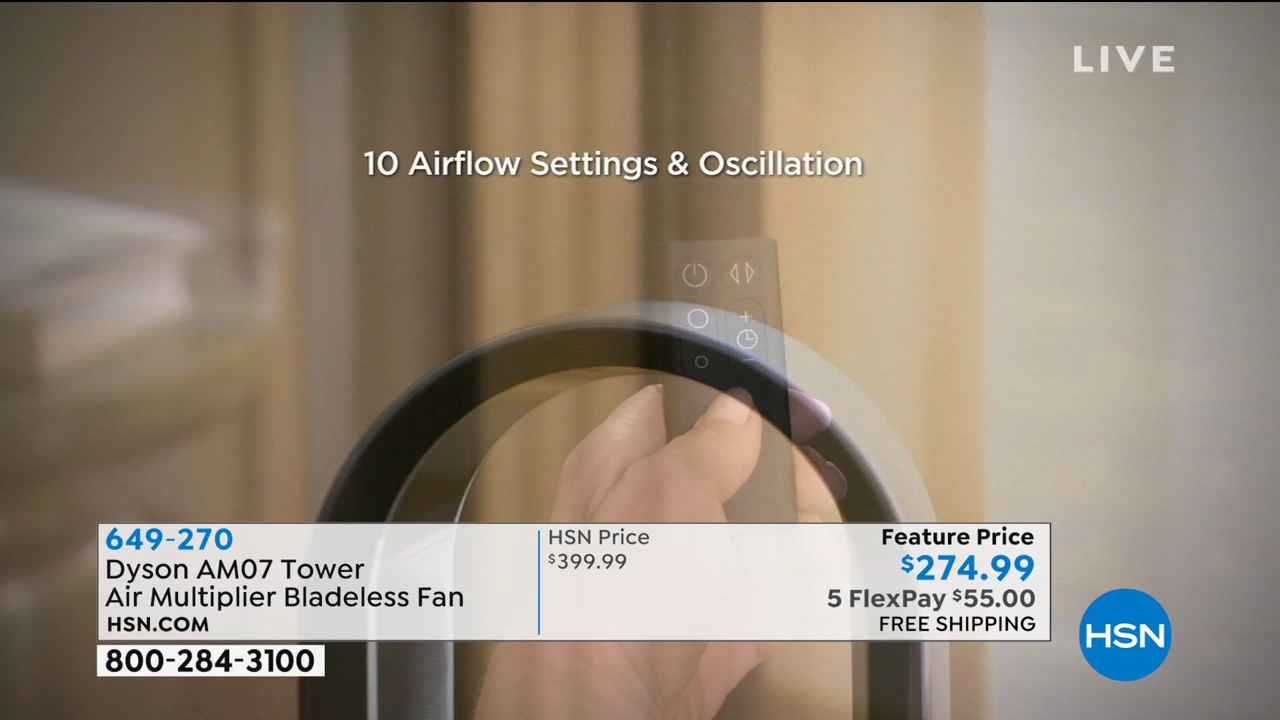 LIVE
10 Airflow Settings & Oscillation
649-270
Dyson AM07 Tower
Air Multiplier Bladeless Fan
HSN.COM
HSN Price
$399.99
Feature Price
$274.99
5 FlexPay $55.00
FREE SHIPPING
800-284-3100
HSN